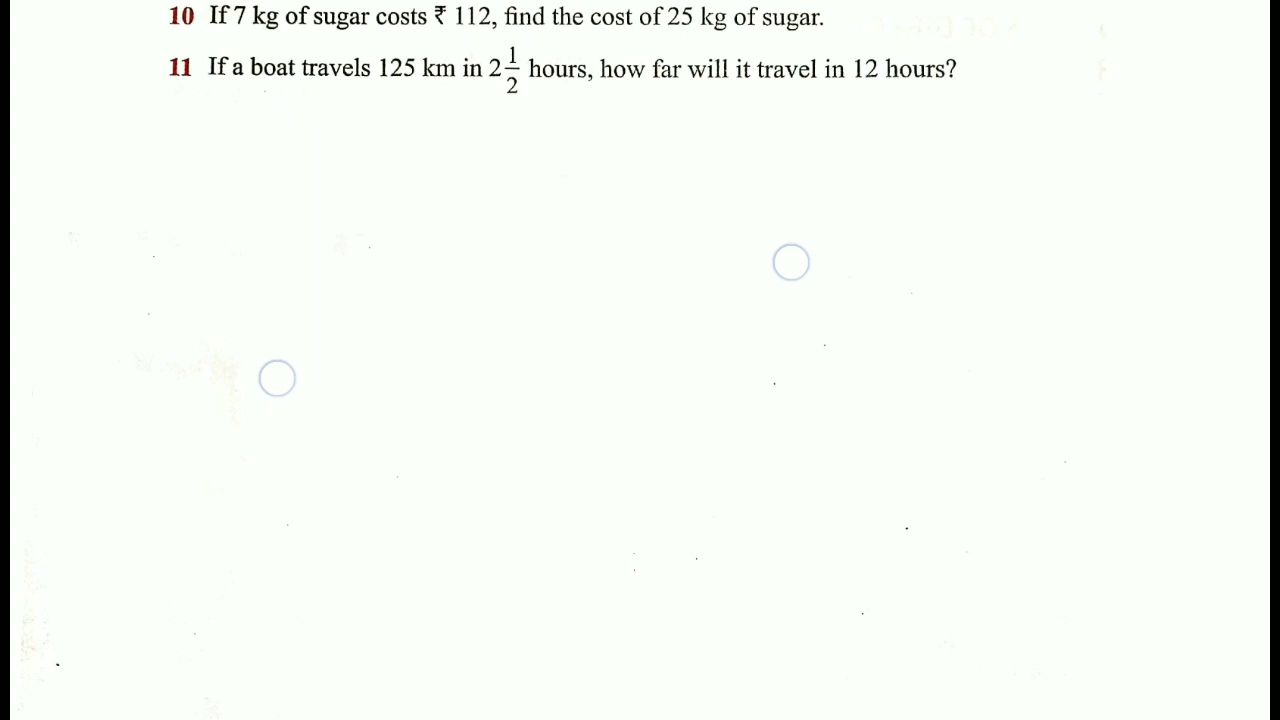 10 If 7 kg of sugar costs ₹ 112, find the cost of 25 kg of sugar.
11 If a boat travels 125 km in 2 1/2 hours, how far will it travel in 12 hours?